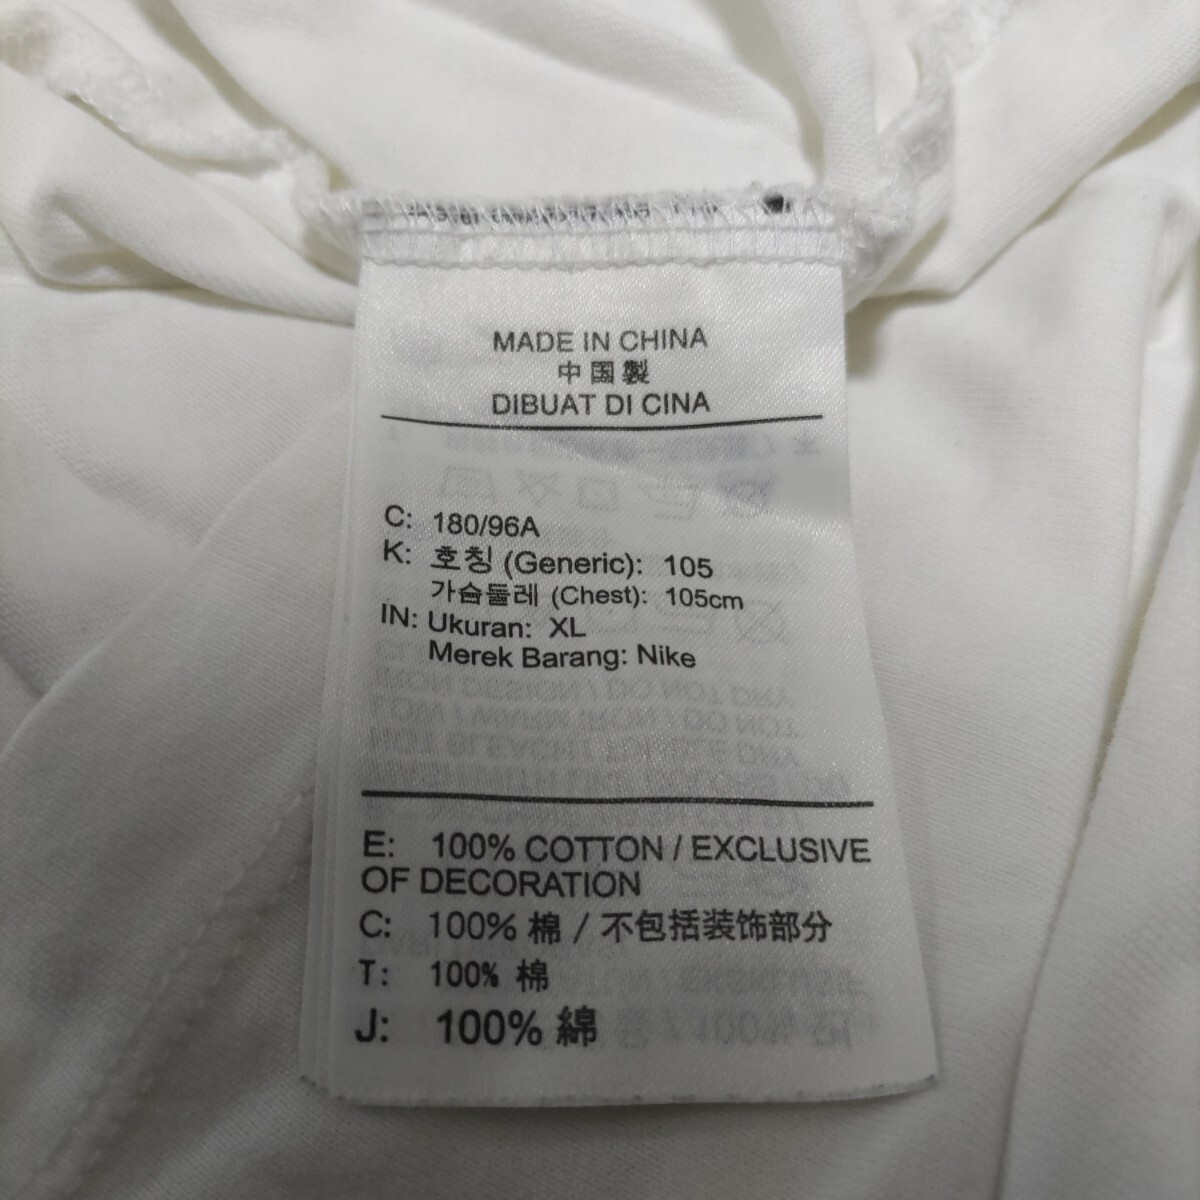 MADE IN CHINA
中国製
DIBUAT DI CINA
C: 180/96A
K: 호칭 (Generic): 105
가슴둘레 (Chest): 105cm
IN: Ukuran: XL
Merek Barang: Nike
E: 100% COTTON / EXCLUSIVE
OF DECORATION
C: 100% 棉 / 不包括装饰部分
T: 100% 棉
J: 100% 綿